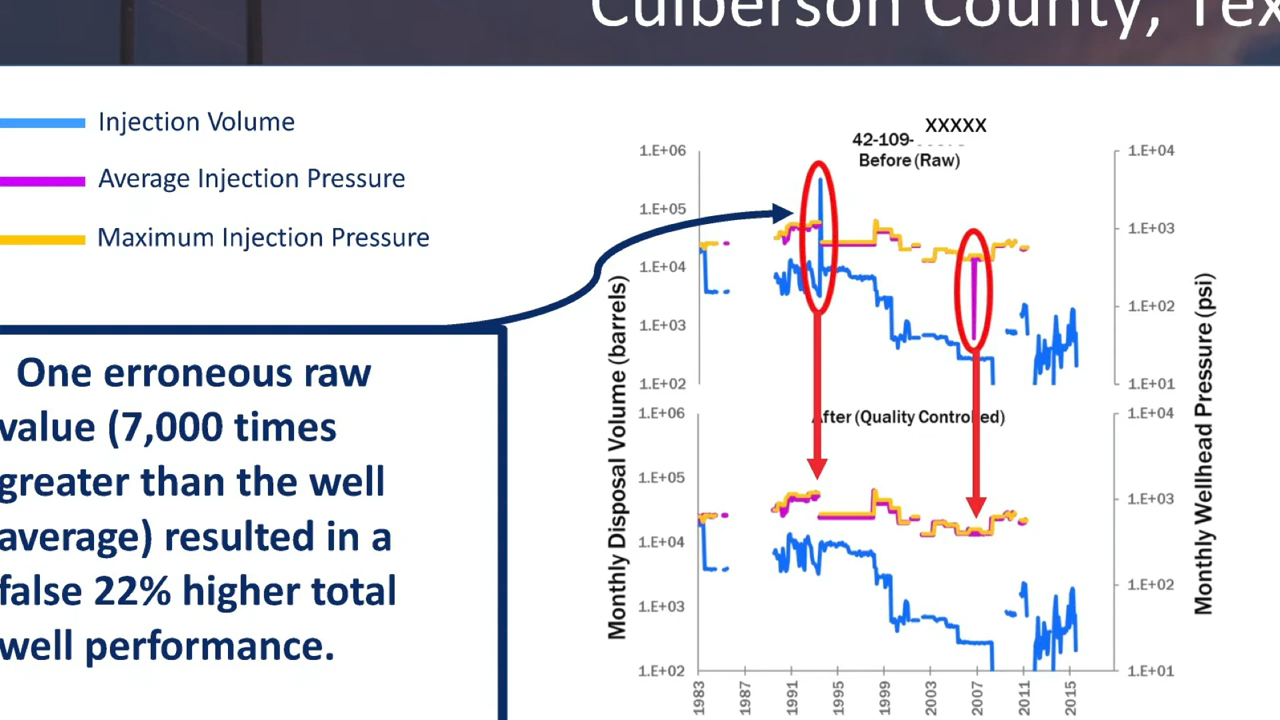 Culberson County, Tex
Injection Volume
Average Injection Pressure
Maximum Injection Pressure
One erroneous raw
value (7,000 times
greater than the well
average) resulted in a
false 22% higher total
well performance.
XXXXX
42-109-
Before (Raw)
1.E+06
1.E+05
1.E+04
1.E+03
1.E+02
1.E+04
1.E+03
1.E+02
1.E+01
After (Quality Controlled)
1.E+06
1.E+05
1.E+04
1.E+03
1.E+02
1.E+04
1.E+03
1.E+02
1.E+01
Monthly Disposal Volume (barrels)
Monthly Wellhead Pressure (psi)
1983
1987
1991
1995
1999
2003
2007
2011
2015